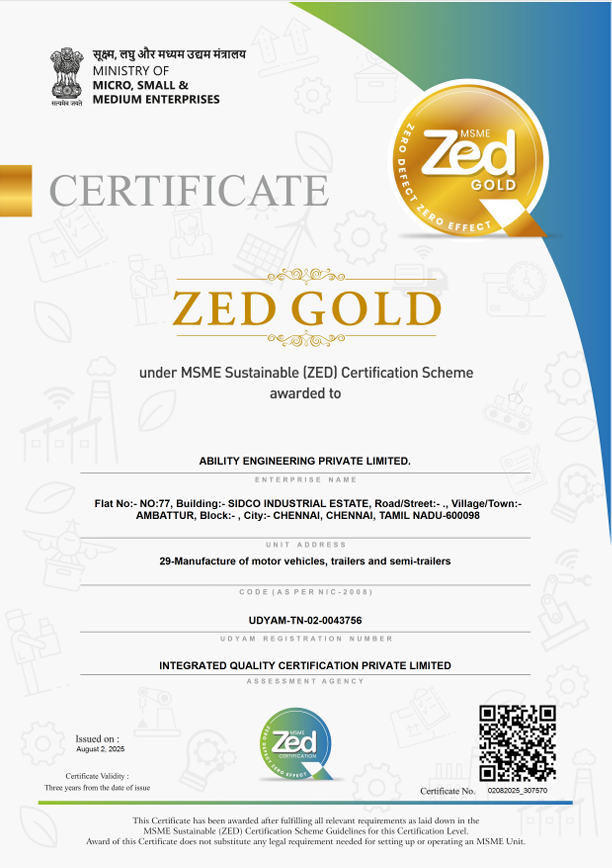 सूक्ष्म, लघु और मध्यम उद्यम मंत्रालय
MINISTRY OF
MICRO, SMALL &
MEDIUM ENTERPRISES
सत्यमेव जयते
MSME
Zed
GOLD
ZERO DEFECT ZERO EFFECT
CERTIFICATE
ZED GOLD
under MSME Sustainable (ZED) Certification Scheme
awarded to
ABILITY ENGINEERING PRIVATE LIMITED.
ENTERPRISE NAME
Flat No:- NO:77, Building:- SIDCO INDUSTRIAL ESTATE, Road/Street:- ., Village/Town:-
AMBATTUR, Block:- , City:- CHENNAI, CHENNAI, TAMIL NADU-600098
UNIT ADDRESS
29-Manufacture of motor vehicles, trailers and semi-trailers
CODE (AS PER NIC-2008)
UDYAM-TN-02-0043756
UDYAM REGISTRATION NUMBER
INTEGRATED QUALITY CERTIFICATION PRIVATE LIMITED
ASSESSMENT AGENCY
Issued on :
August 2, 2025
Certificate Validity :
Three years from the date of issue
MSME
Zed
CERTIFICATION
ZERO DEFECT ZERO EFFECT
Certificate No. 02082025_307570
This Certificate has been awarded after fulfilling all relevant requirements as laid down in the
MSME Sustainable (ZED) Certification Scheme Guidelines for this Certification Level.
Award of this Certificate does not substitute any legal requirement needed for setting up or operating an MSME Unit.